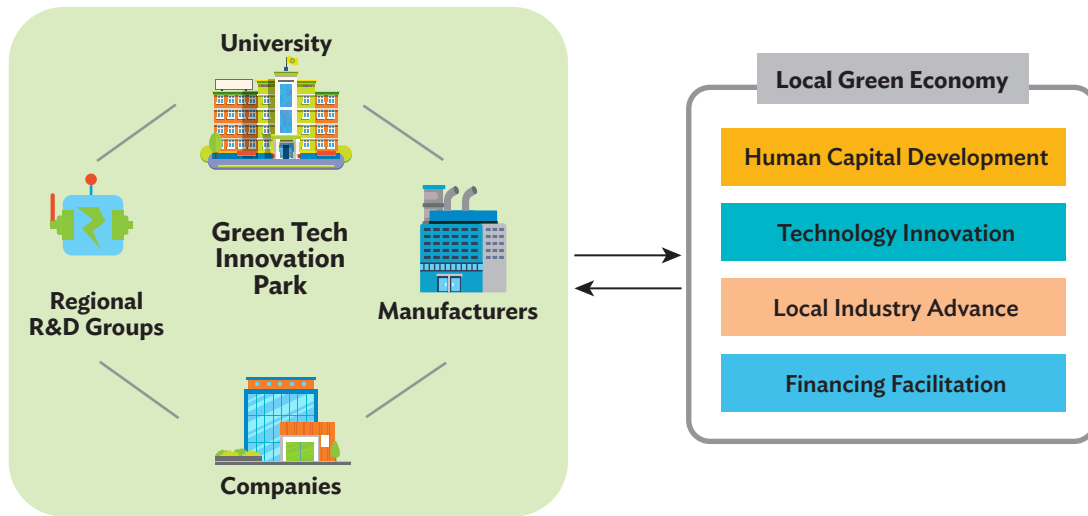 University
Green Tech
Innovation
Park
Regional
R&D Groups
Manufacturers
Companies
Local Green Economy
Human Capital Development
Technology Innovation
Local Industry Advance
Financing Facilitation